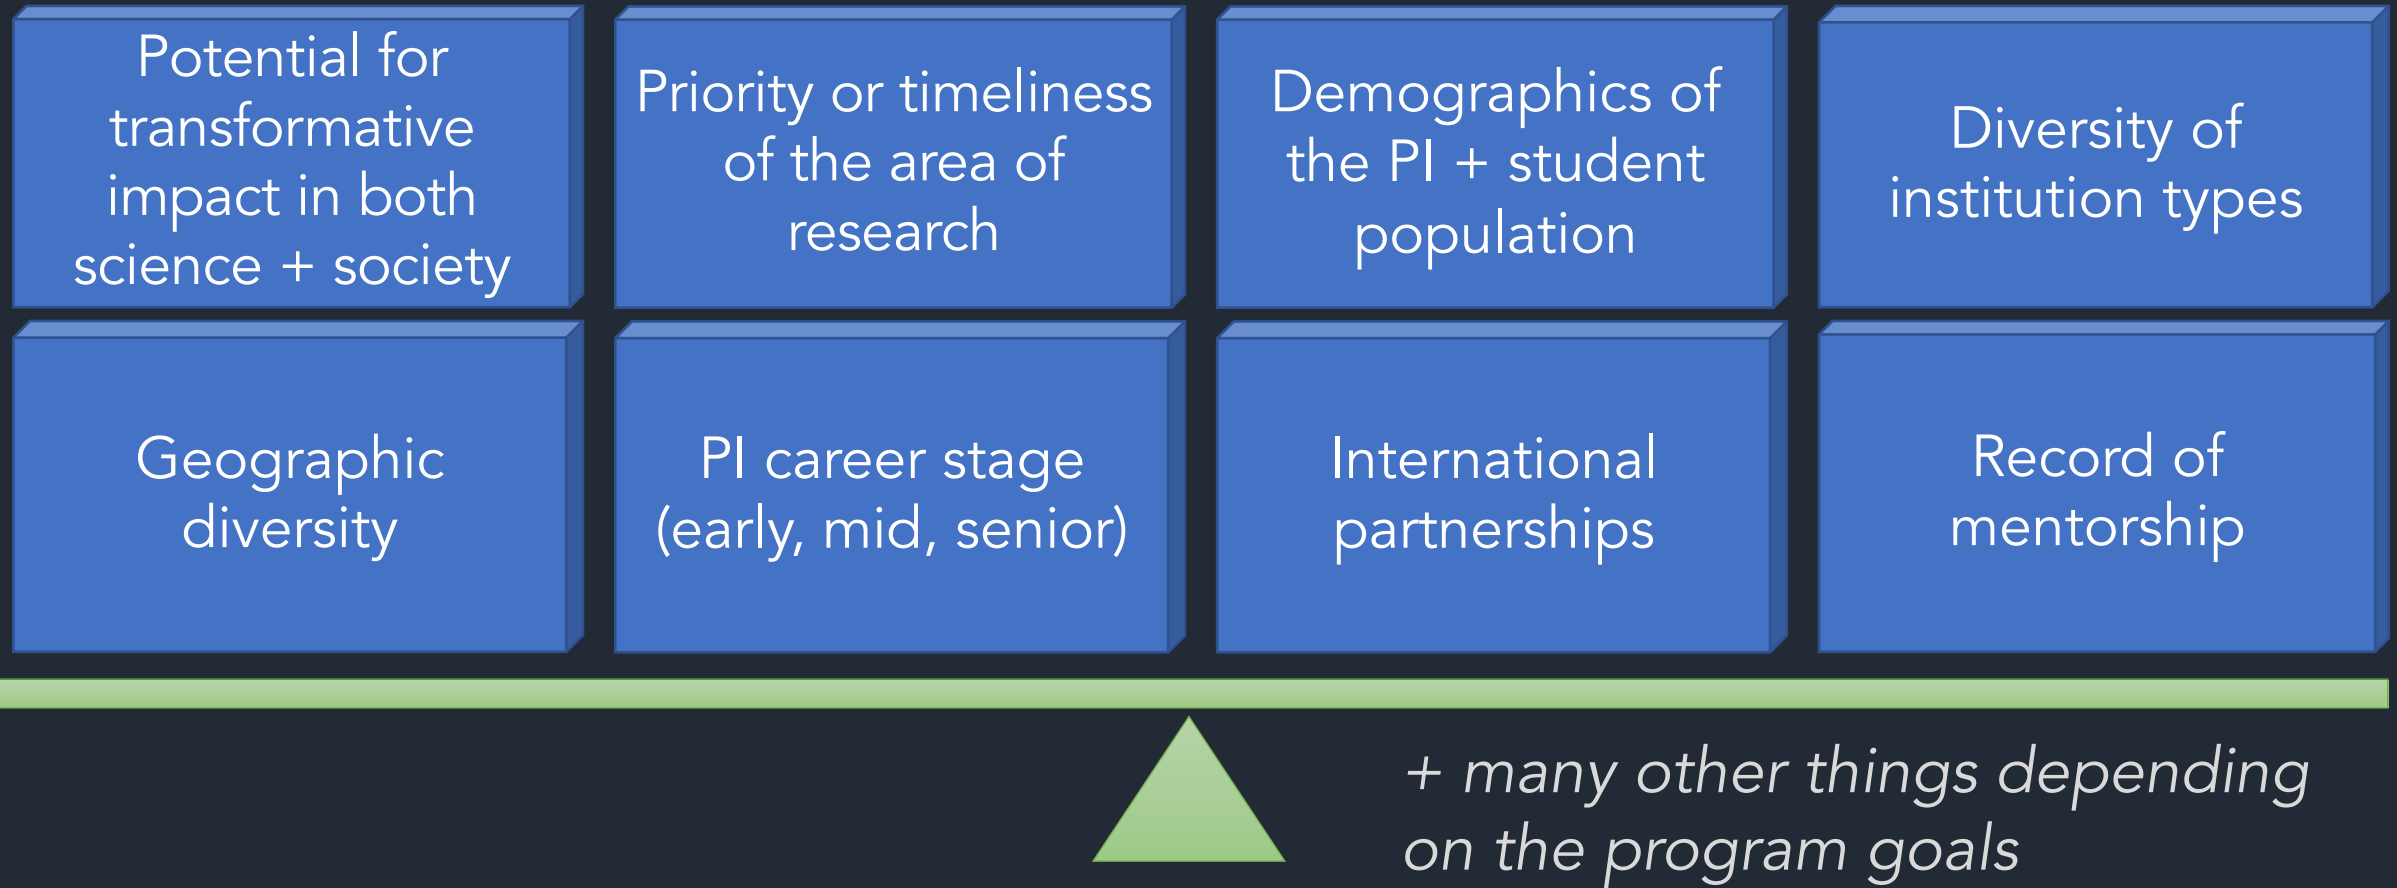 Potential for
transformative
impact in both
science + society
Priority or timeliness
of the area of
research
Demographics of
the PI + student
population
Diversity of
institution types
Geographic
diversity
PI career stage
(early, mid, senior)
International
partnerships
Record of
mentorship
+ many other things depending
on the program goals